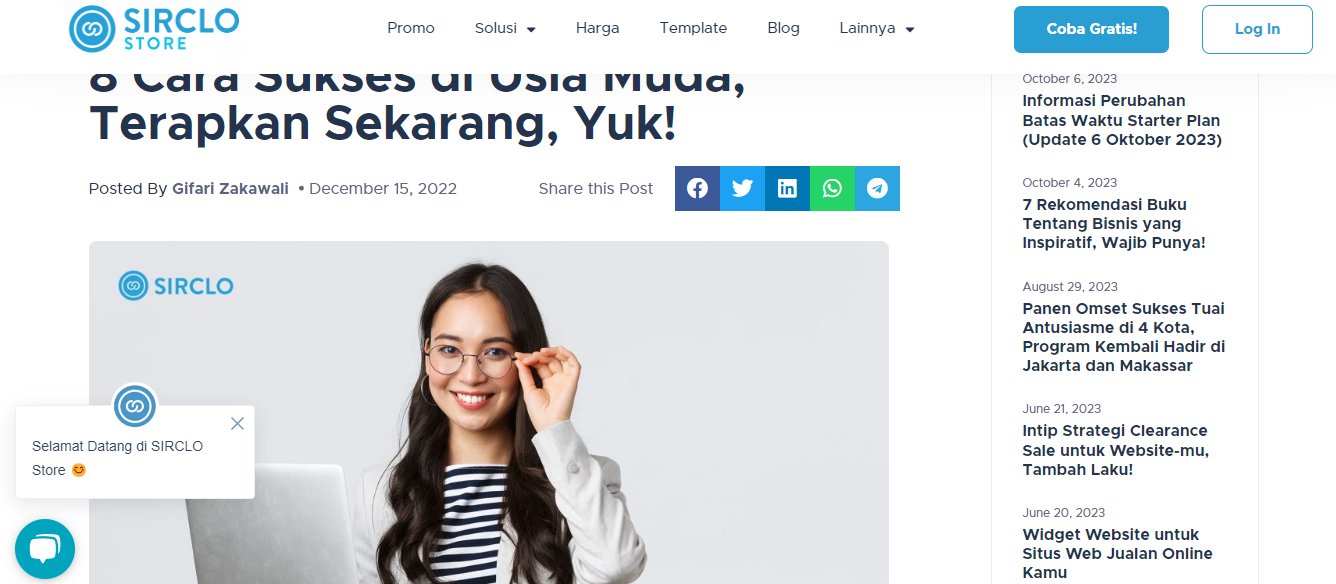 SIRCLO
STORE
Promo
Solusi
Harga
Template
Blog
Lainnya
Coba Gratis!
Log In
8 Cara Sukses di Usia Muda,
Terapkan Sekarang, Yuk!
Posted By Gifari Zakawali • December 15, 2022
Share this Post
SIRCLO
Selamat Datang di SIRCLO
Store 😊
October 6, 2023
Informasi Perubahan
Batas Waktu Starter Plan
(Update 6 Oktober 2023)
October 4, 2023
7 Rekomendasi Buku
Tentang Bisnis yang
Inspiratif, Wajib Punya!
August 29, 2023
Panen Omset Sukses Tuai
Antusiasme di 4 Kota,
Program Kembali Hadir di
Jakarta dan Makassar
June 21, 2023
Intip Strategi Clearance
Sale untuk Website-mu,
Tambah Laku!
June 20, 2023
Widget Website untuk
Situs Web Jualan Online
Kamu